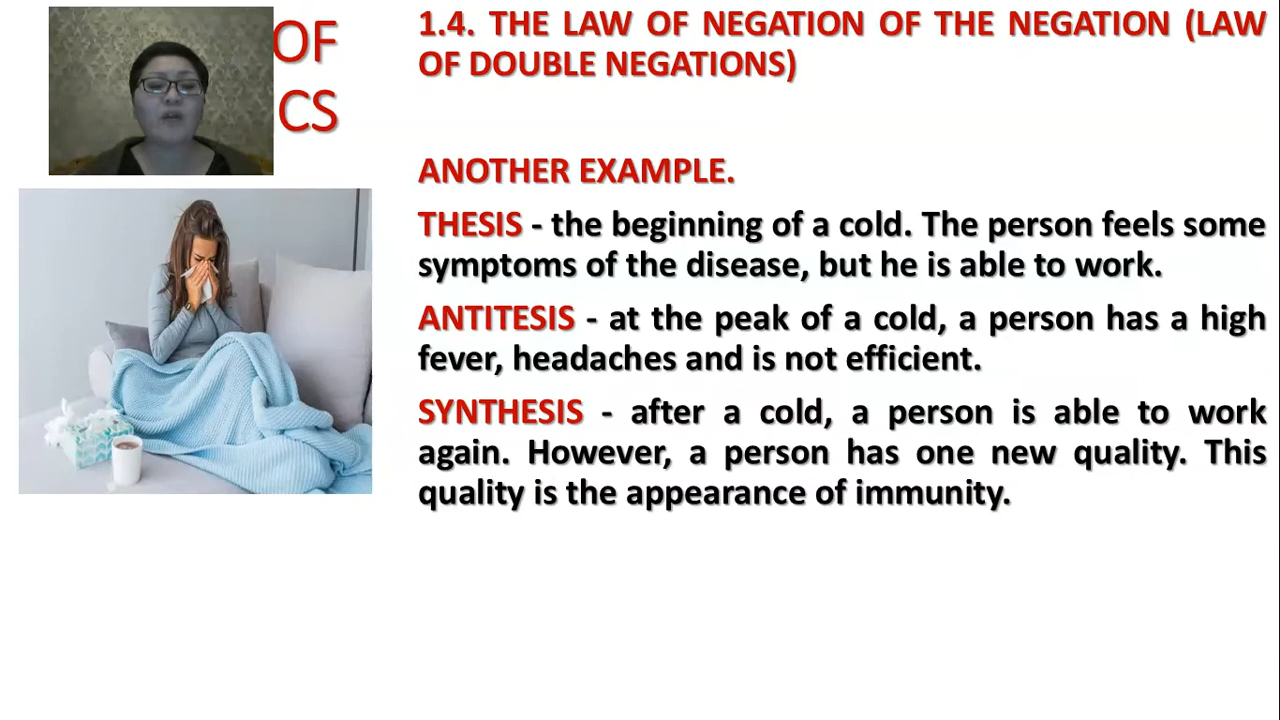 OF
CS
1.4. THE LAW OF NEGATION OF THE NEGATION (LAW
OF DOUBLE NEGATIONS)
ANOTHER EXAMPLE.
THESIS - the beginning of a cold. The person feels some
symptoms of the disease, but he is able to work.
ANTITESIS - at the peak of a cold, a person has a high
fever, headaches and is not efficient.
SYNTHESIS - after a cold, a person is able to work
again. However, a person has one new quality. This
quality is the appearance of immunity.